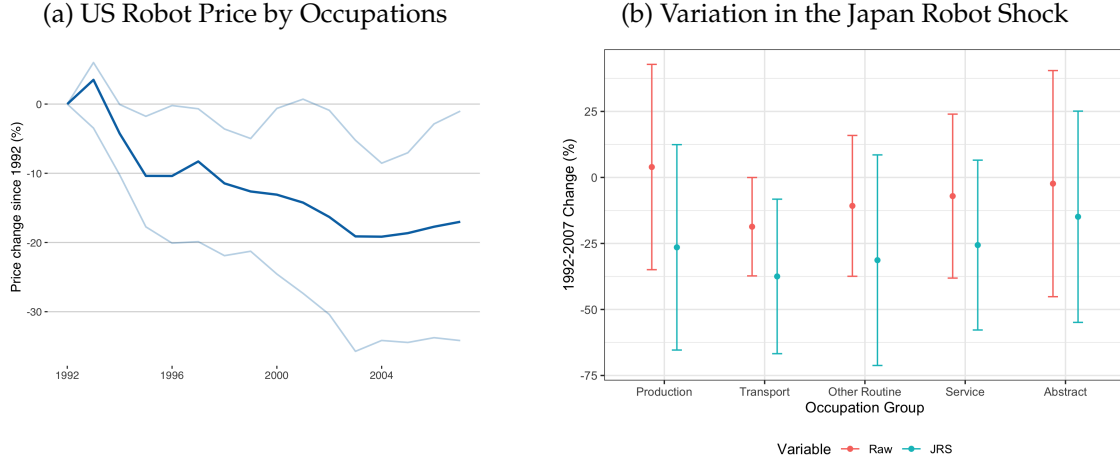 (a) US Robot Price by Occupations
Price change since 1992 (%)
0
-10
-20
-30
1992
1996
2000
2004
(b) Variation in the Japan Robot Shock
1992-2007 Change (%)
25
0
-25
-50
-75
Production
Transport
Other Routine
Service
Abstract
Occupation Group
Variable Raw JRS